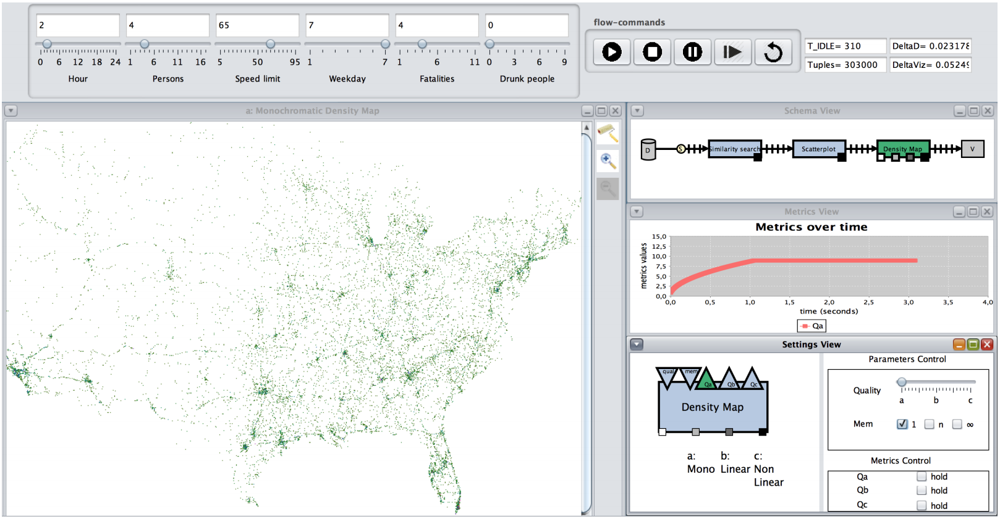 2 4 65 7 4 0
0 6 12 18 24 1 6 11 16 5 50 95 1 7 1 6 11 0 3 6 9
Hour Persons Speed limit Weekday Fatalities Drunk people
flow-commands
T_IDLE= 310 DeltaD= 0.023178
Tuples= 303000 DeltaViz= 0.05249
a: Monochromatic Density Map
Schema View
D S Similarity search Scatterplot Density Map V
Metrics View
Metrics over time
metrics values
15,0
12,5
10,0
7,5
5,0
2,5
0,0
0,0 0,5 1,0 1,5 2,0 2,5 3,0 3,5 4,0
time (seconds)
Qa
Settings View
qual mem Qa Qb Qc
Density Map
a: b: c:
Mono Linear Non
Linear
Parameters Control
Quality
a b c
Mem 1 n ∞
Metrics Control
Qa hold
Qb hold
Qc hold